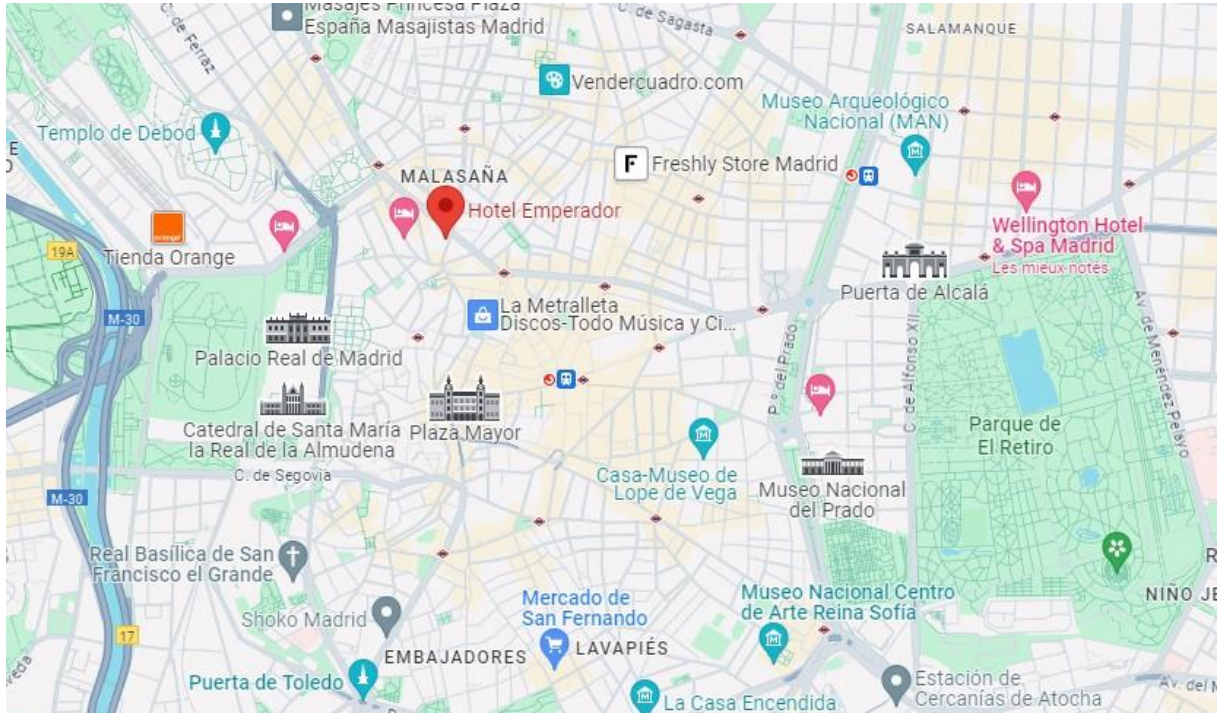 Masajes Princesa Plaza
España Masajistas Madrid
C. de Sagasta
SALAMANQUE
C. de Ferraz
Vendercuadro.com
Museo Arqueológico
Nacional (MAN)
Templo de Debod
E
O
F
Freshly Store Madrid
MALASAÑA
Hotel Emperador
Wellington Hotel
& Spa Madrid
Les mieux notés
orange
Tienda Orange
19A
Puerta de Alcalá
La Metralleta
Discos-Todo Música y Ci...
M-30
Palacio Real de Madrid
P.º del Prado
C. de Alfonso XII
Av. de Menéndez Pelayo
Catedral de Santa María
la Real de la Almudena
Plaza Mayor
Parque de
El Retiro
C. de Segovia
Casa-Museo de
Lope de Vega
Museo Nacional
del Prado
M-30
Real Basílica de San
Francisco el Grande
R
NIÑO JE
Mercado de
San Fernando
Museo Nacional Centro
de Arte Reina Sofía
Shoko Madrid
17
EMBAJADORES
LAVAPIÉS
Puerta de Toledo
La Casa Encendida
Estación de
Cercanías de Atocha
Av. del M
veda